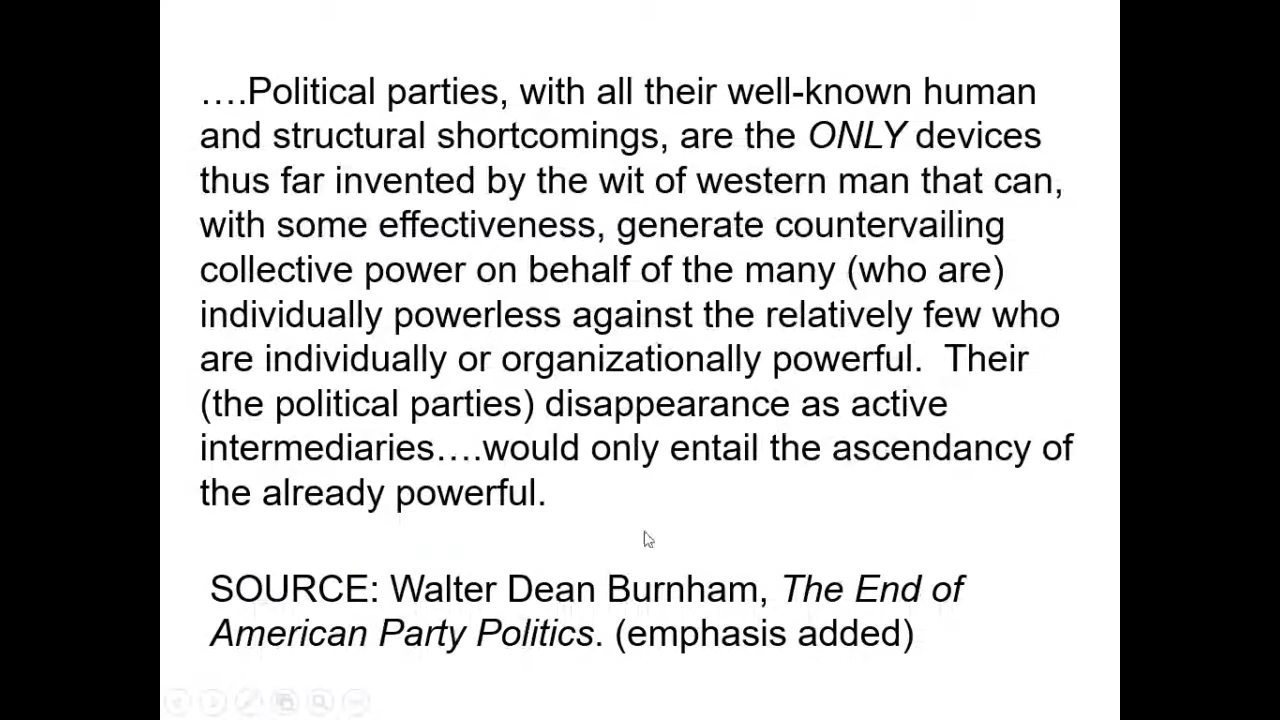 ….Political parties, with all their well-known human
and structural shortcomings, are the ONLY devices
thus far invented by the wit of western man that can,
with some effectiveness, generate countervailing
collective power on behalf of the many (who are)
individually powerless against the relatively few who
are individually or organizationally powerful.  Their
(the political parties) disappearance as active
intermediaries….would only entail the ascendancy of
the already powerful.
SOURCE: Walter Dean Burnham, The End of
American Party Politics. (emphasis added)